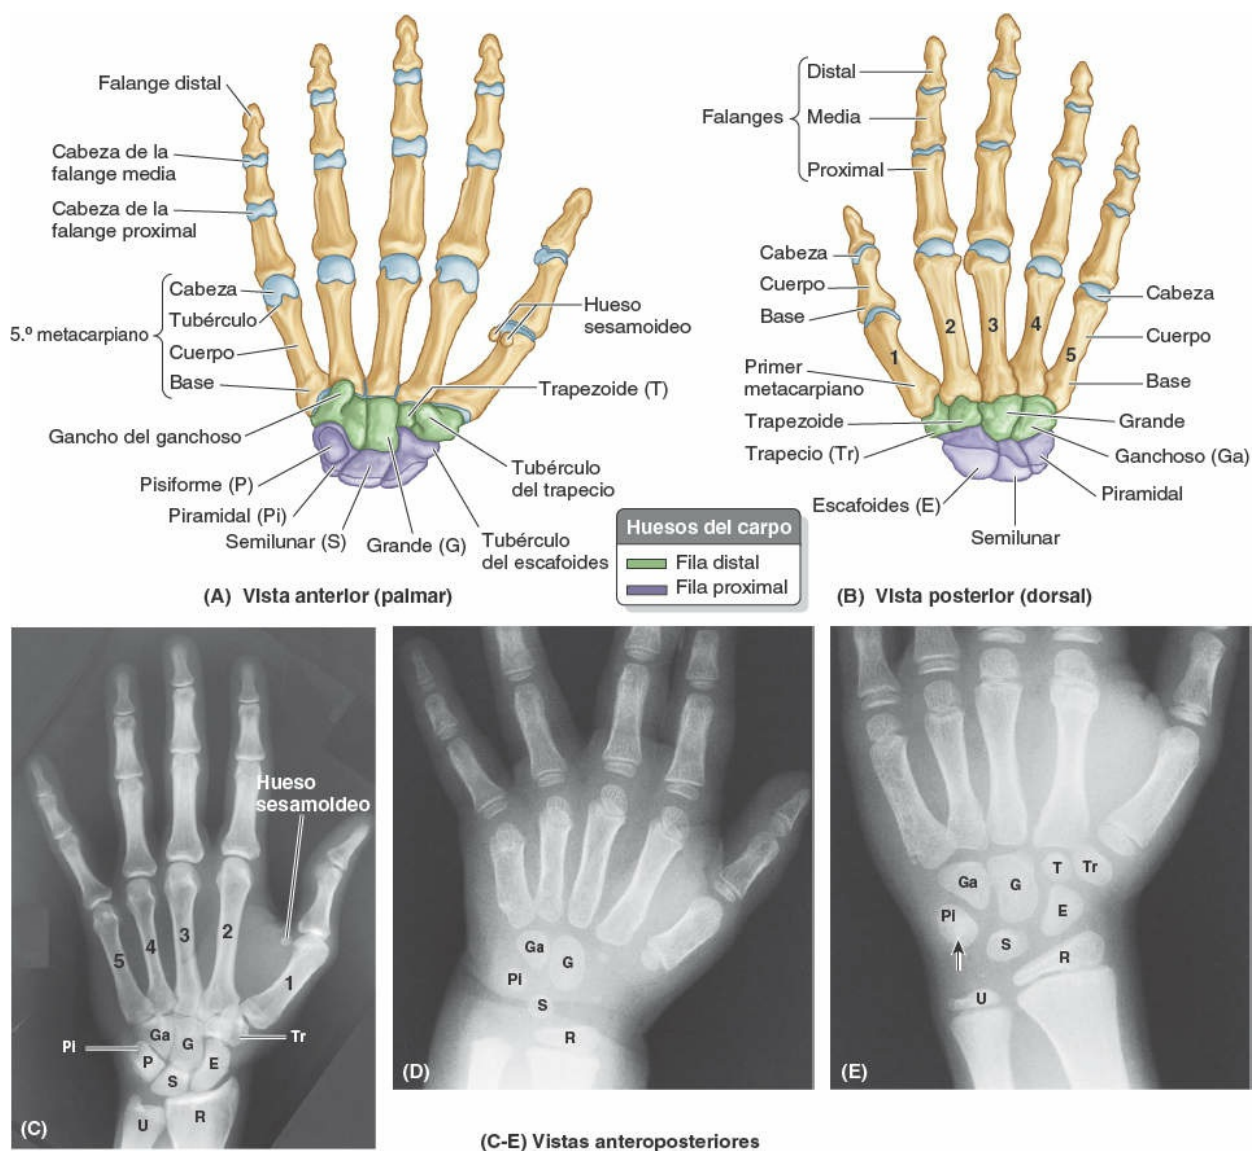 Falange distal
Cabeza de la
falange media
Cabeza de la
falange proximal
5.º metacarpiano
Cabeza
Tubérculo
Cuerpo
Base
Gancho del ganchoso
Pisiforme (P)
Piramidal (Pi)
Semilunar (S)
Grande (G)
Tubérculo
del escafoides
Tubérculo
del trapecio
Trapezoide (T)
Hueso
sesamoideo
(A) Vista anterior (palmar)
Falanges
Distal
Media
Proximal
Cabeza
Cuerpo
Base
Primer
metacarpiano
Trapezoide
Trapecio (Tr)
Escafoides (E)
Semilunar
Piramidal
Ganchoso (Ga)
Grande
Base
Cuerpo
Cabeza
1
2
3
4
5
(B) Vista posterior (dorsal)
Huesos del carpo
Fila distal
Fila proximal
Hueso
sesamoideo
5
4
3
2
1
Pi
Ga
G
Tr
P
E
S
U
R
(C)
Ga
G
Pi
S
R
(D)
Ga
G
T
Tr
Pi
E
S
R
U
(E)
(C-E) Vistas anteroposteriores